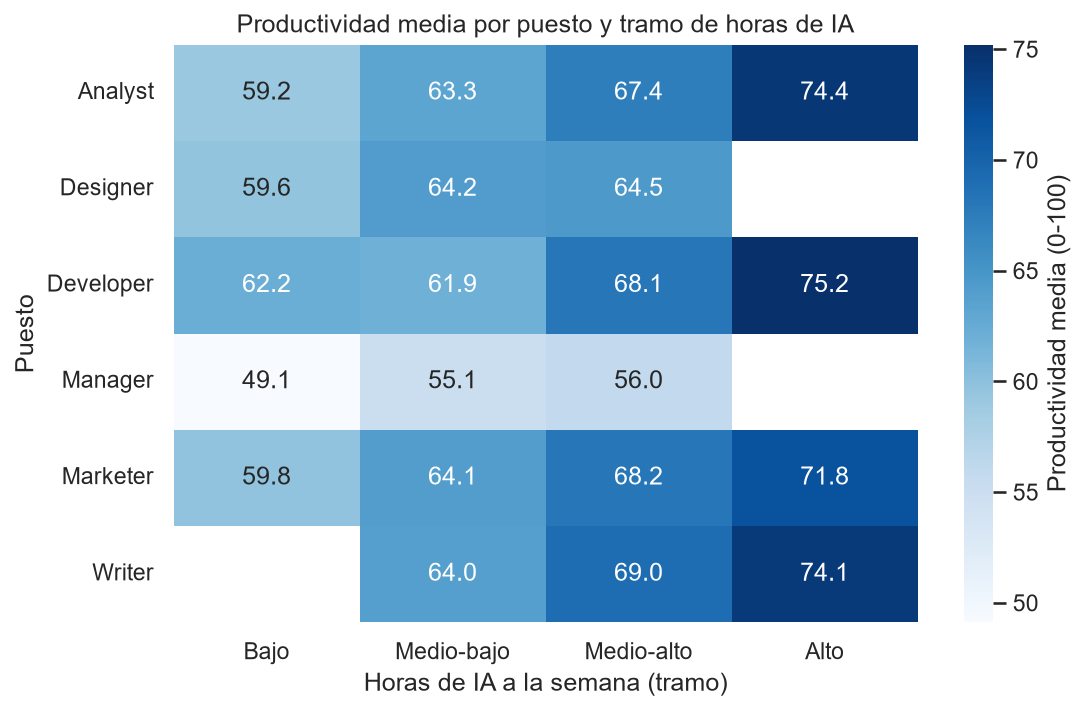 Productividad media por puesto y tramo de horas de IA
Analyst 59.2 63.3 67.4 74.4
Designer 59.6 64.2 64.5
Developer 62.2 61.9 68.1 75.2
Manager 49.1 55.1 56.0
Marketer 59.8 64.1 68.2 71.8
Writer 64.0 69.0 74.1
Bajo Medio-bajo Medio-alto Alto
Horas de IA a la semana (tramo)
Puesto
75
70
65
60
55
50
Productividad media (0-100)